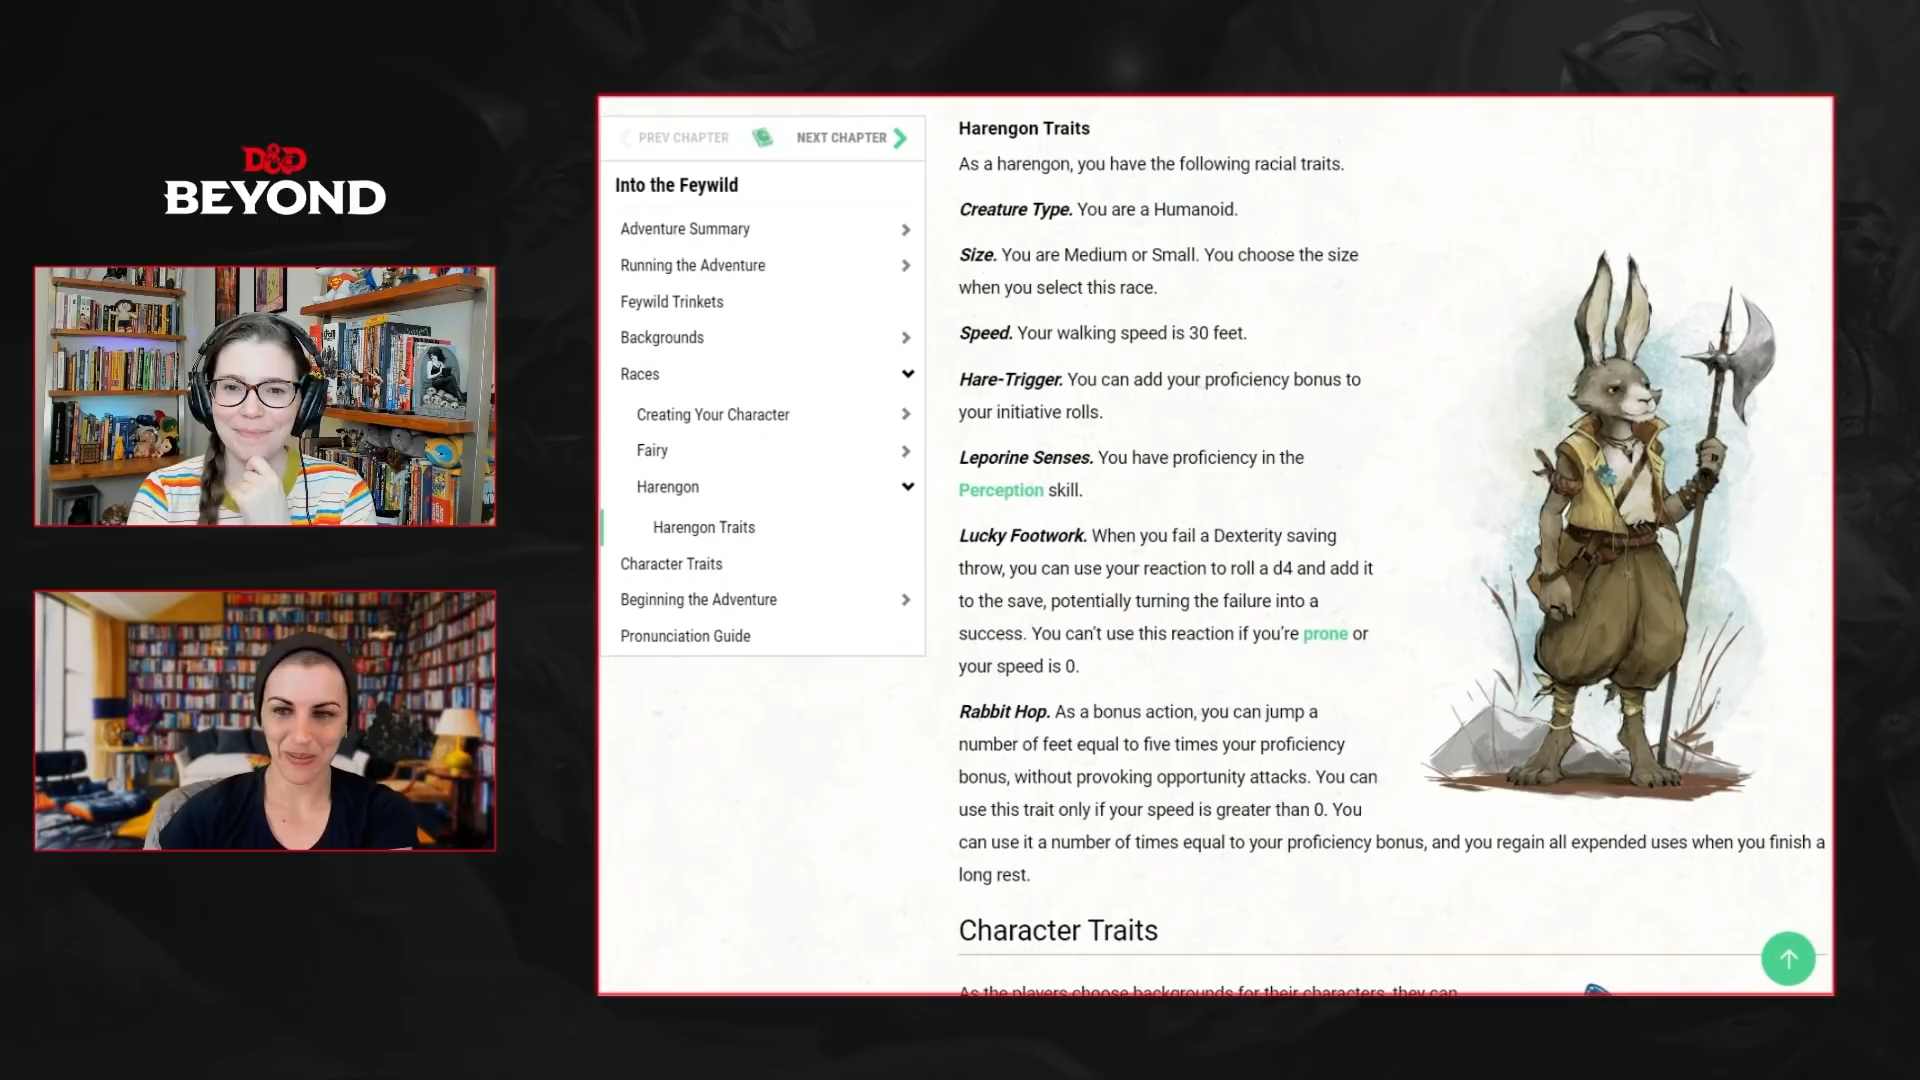 D&D
BEYOND
PREV CHAPTER
NEXT CHAPTER
Into the Feywild
Adventure Summary
Running the Adventure
Feywild Trinkets
Backgrounds
Races
Creating Your Character
Fairy
Harengon
Harengon Traits
Character Traits
Beginning the Adventure
Pronunciation Guide
Harengon Traits
As a harengon, you have the following racial traits.
Creature Type. You are a Humanoid.
Size. You are Medium or Small. You choose the size
when you select this race.
Speed. Your walking speed is 30 feet.
Hare-Trigger. You can add your proficiency bonus to
your initiative rolls.
Leporine Senses. You have proficiency in the
Perception skill.
Lucky Footwork. When you fail a Dexterity saving
throw, you can use your reaction to roll a d4 and add it
to the save, potentially turning the failure into a
success. You can’t use this reaction if you’re prone or
your speed is 0.
Rabbit Hop. As a bonus action, you can jump a
number of feet equal to five times your proficiency
bonus, without provoking opportunity attacks. You can
use this trait only if your speed is greater than 0. You
can use it a number of times equal to your proficiency bonus, and you regain all expended uses when you finish a
long rest.
Character Traits
As the players choose backgrounds for their characters, they can